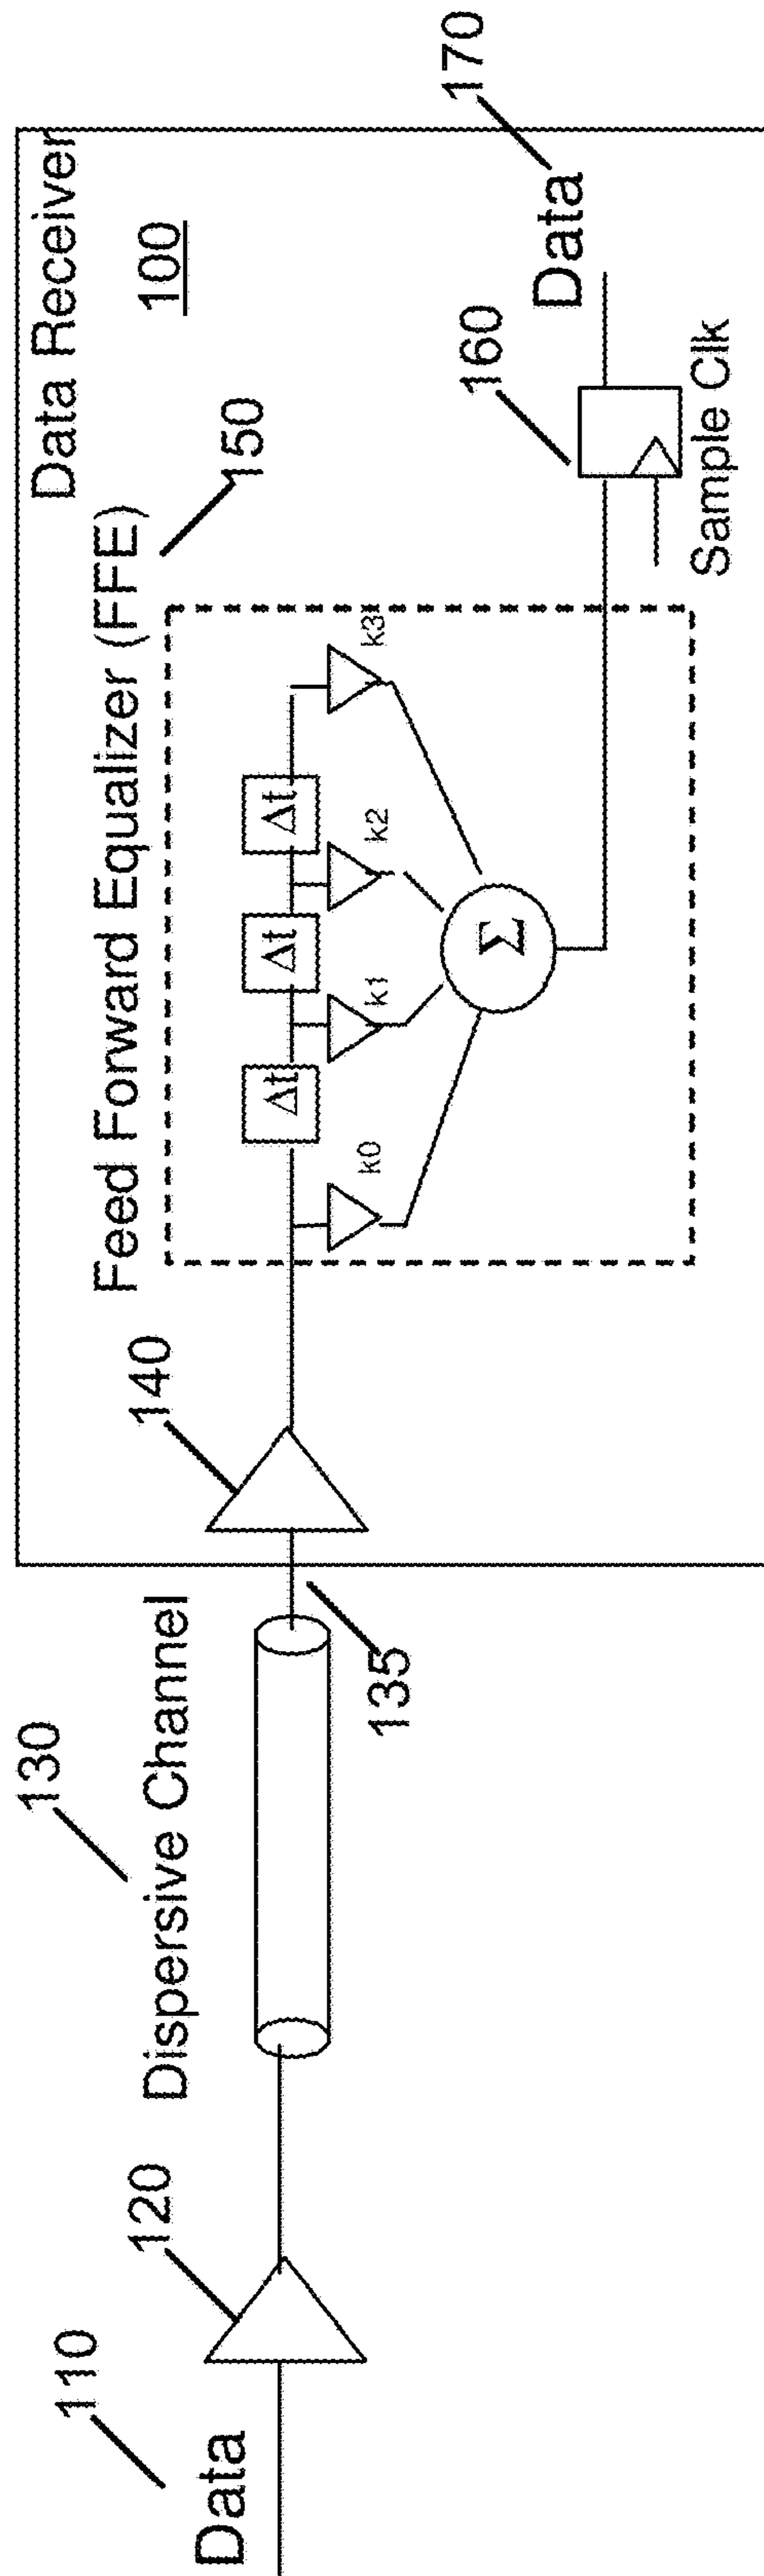 110
Data
120
130
Dispersive Channel
135
140
Data Receiver
100
Feed Forward Equalizer (FFE)
150
Δt
Δt
Δt
k0
k1
k2
k3
Σ
160
Sample Clk
Data
170